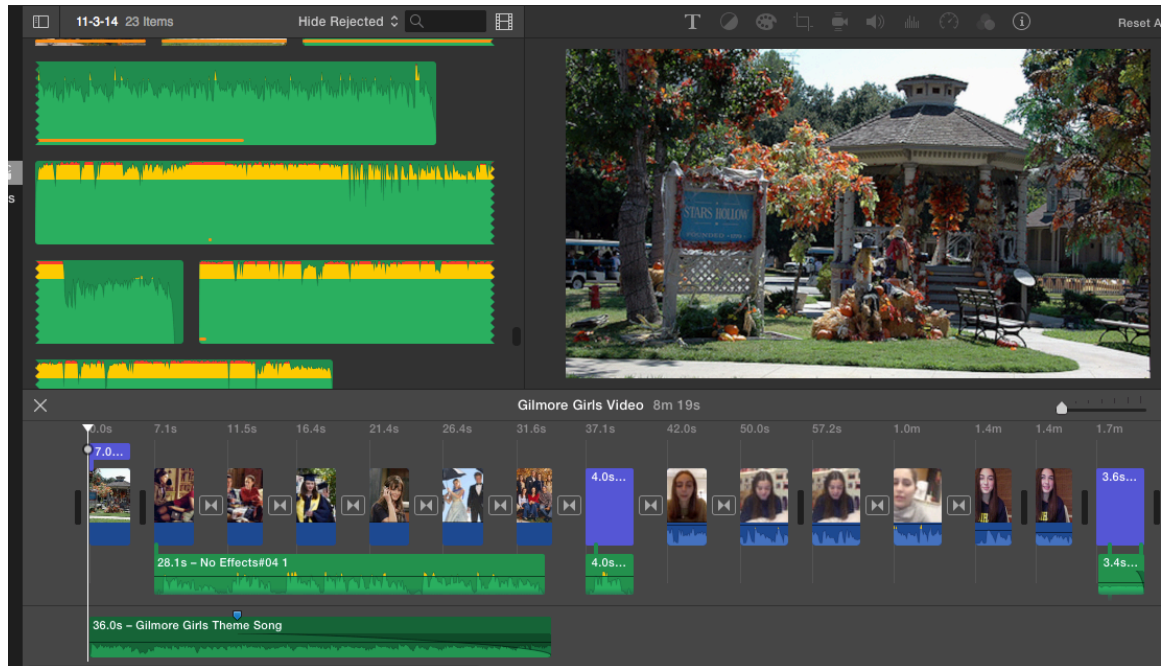 11-3-14 23 Items
Hide Rejected
T
Reset A
STARS HOLLOW
FOUNDED
Gilmore Girls Video 8m 19s
0.0s 7.1s 11.5s 16.4s 21.4s 26.4s 31.6s 37.1s 42.0s 50.0s 57.2s 1.0m 1.4m 1.4m 1.7m
7.0...
4.0s...
3.6s...
28.1s – No Effects#04 1
4.0s...
3.4s...
36.0s – Gilmore Girls Theme Song